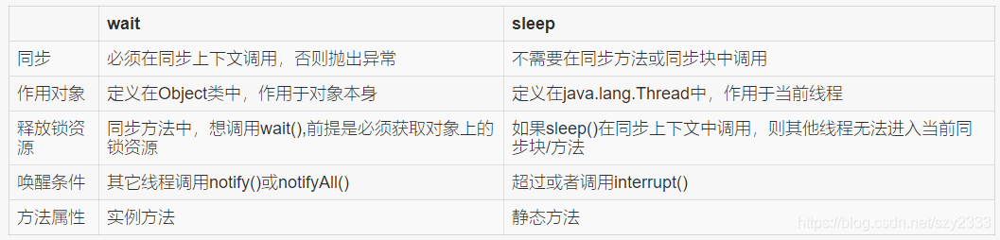 wait sleep
同步 必须在同步上下文调用，否则抛出异常 不需要在同步方法或同步块中调用
作用对象 定义在Object类中，作用于对象本身 定义在java.lang.Thread中，作用于当前线程
释放锁资 同步方法中，想调用wait(),前提是必须获取对象上的 如果sleep()在同步上下文中调用，则其他线程无法进入当前同
源 锁资源 步块/方法
唤醒条件 其它线程调用notify()或notifyAll() 超过或者调用interrupt()
方法属性 实例方法 静态方法
https://blog.csdn.net/szy2333